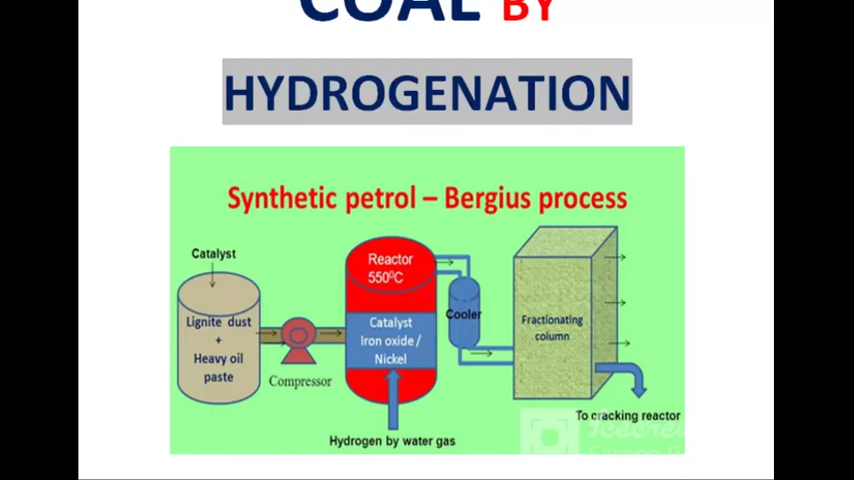 COAL BY
HYDROGENATION
Synthetic petrol – Bergius process
Catalyst
Lignite dust
+
Heavy oil
paste
Compressor
Reactor
550⁰C
Catalyst
Iron oxide /
Nickel
Hydrogen by water gas
Cooler
Fractionating
column
To cracking reactor